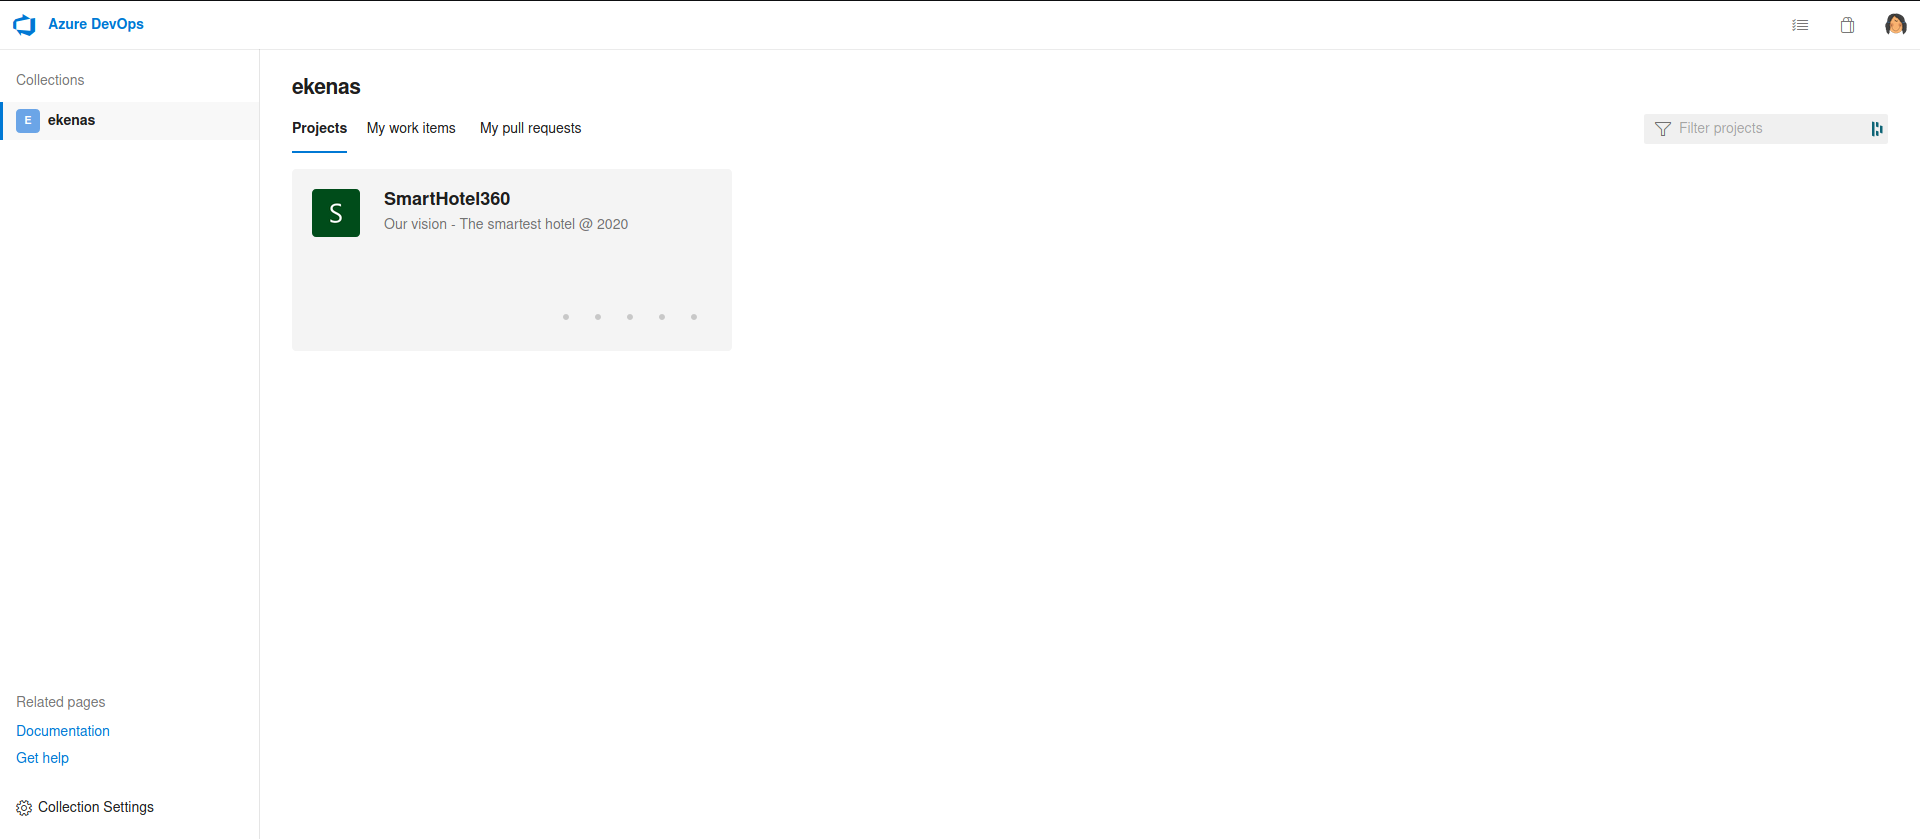 Azure DevOps
Collections
E ekenas
ekenas
Projects My work items My pull requests
Filter projects
S
SmartHotel360
Our vision - The smartest hotel @ 2020
Related pages
Documentation
Get help
Collection Settings